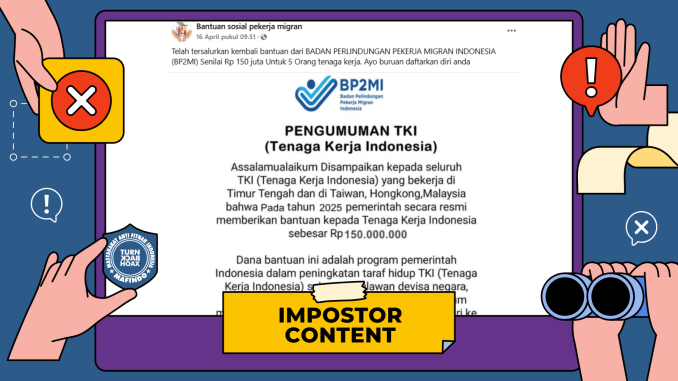 Bantuan sosial pekerja migran
16 April pukul 09.51
Telah tersalurkan kembali bantuan dari BADAN PERLINDUNGAN PEKERJA MIGRAN INDONESIA
(BP2MI) Senilai Rp 150 juta Untuk 5 Orang tenaga kerja. Ayo buruan daftarkan diri anda
BP2MI
Badan Pelindungan
Pekerja Migran
Indonesia
PENGUMUMAN TKI
(Tenaga Kerja Indonesia)
Assalamualaikum Disampaikan kepada seluruh
TKI (Tenaga Kerja Indonesia) yang bekerja di
Timur Tengah dan di Taiwan, Hongkong,Malaysia
bahwa Pada tahun 2025 pemerintah secara resmi
memberikan bantuan kepada Tenaga Kerja Indonesia
sebesar Rp150.000.000
Dana bantuan ini adalah program pemerintah
Indonesia dalam peningkatan taraf hidup TKI (Tenaga
Kerja Indonesia) lawan devisa negara,
IMPOSTOR
CONTENT
MASYARAKAT ANTI FITNAH INDONESIA
TURN
BACK
HOAX
MAFINDO